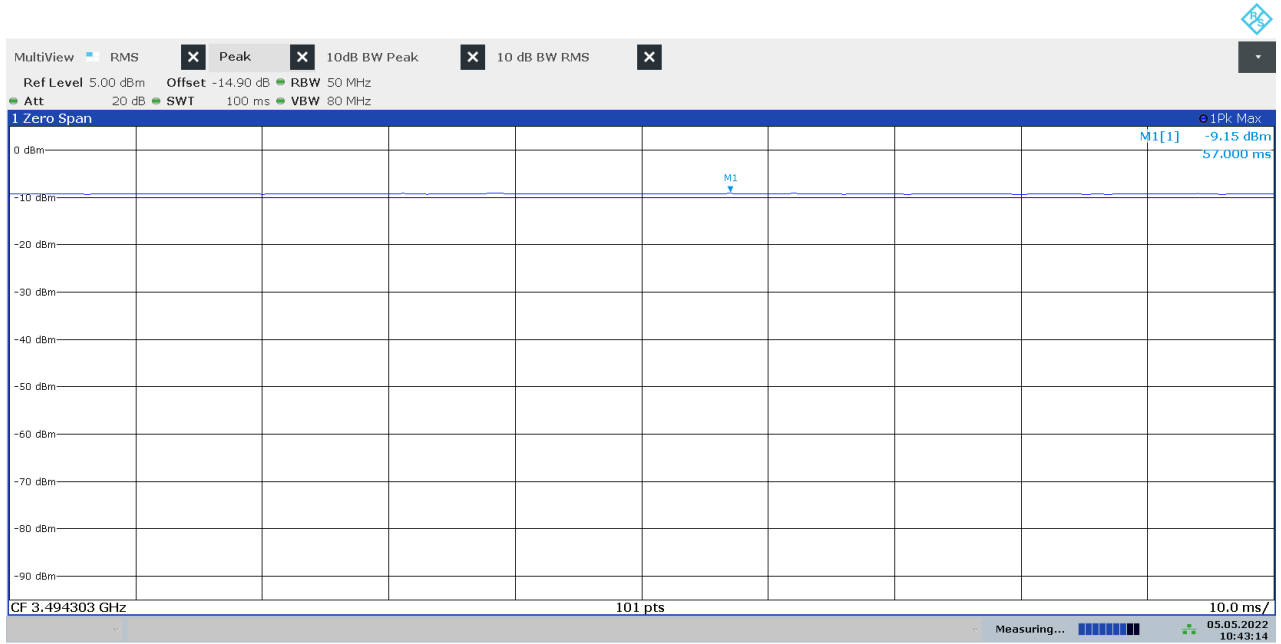 R&S
MultiView RMS Peak 10dB BW Peak 10 dB BW RMS
Ref Level 5.00 dBm Offset -14.90 dB RBW 50 MHz
Att 20 dB SWT 100 ms VBW 80 MHz
1 Zero Span 1Pk Max
M1[1] -9.15 dBm
57.000 ms
0 dBm
M1
-10 dBm
-20 dBm
-30 dBm
-40 dBm
-50 dBm
-60 dBm
-70 dBm
-80 dBm
-90 dBm
CF 3.494303 GHz 101 pts 10.0 ms/
Measuring... 05.05.2022
10:43:14